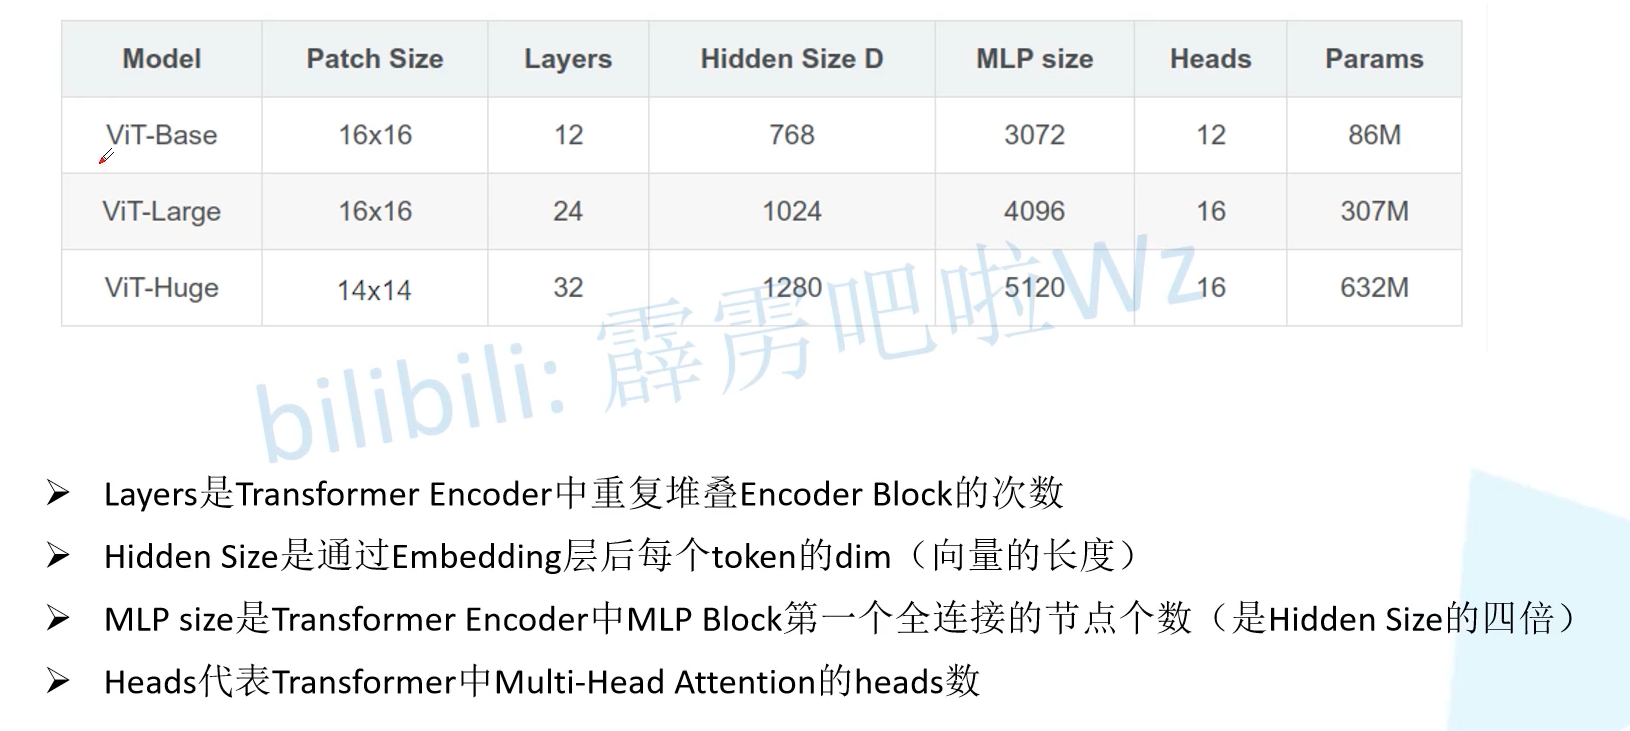 Model Patch Size Layers Hidden Size D MLP size Heads Params
ViT-Base 16x16 12 768 3072 12 86M
ViT-Large 16x16 24 1024 4096 16 307M
ViT-Huge 14x14 32 1280 5120 16 632M
bilibili: 霹雳吧啦Wz
Layers是Transformer Encoder中重复堆叠Encoder Block的次数
Hidden Size是通过Embedding层后每个token的dim（向量的长度）
MLP size是Transformer Encoder中MLP Block第一个全连接的节点个数（是Hidden Size的四倍）
Heads代表Transformer中Multi-Head Attention的heads数